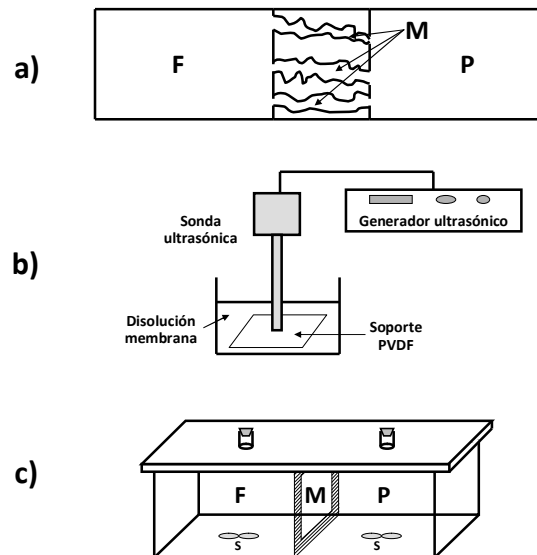 a)
F
M
P
b)
Sonda
ultrasónica
Generador ultrasónico
Disolución
membrana
Soporte
PVDF
c)
F
M
P
S
S